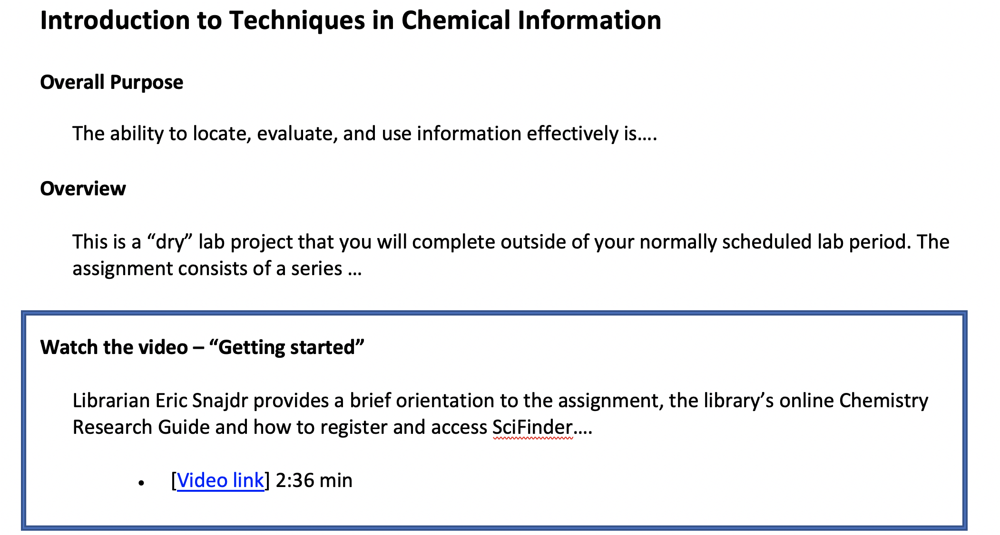 Introduction to Techniques in Chemical Information
Overall Purpose
The ability to locate, evaluate, and use information effectively is....
Overview
This is a “dry” lab project that you will complete outside of your normally scheduled lab period. The
assignment consists of a series ...
Watch the video – “Getting started”
Librarian Eric Snajdr provides a brief orientation to the assignment, the library’s online Chemistry
Research Guide and how to register and access SciFinder....
• [Video link] 2:36 min